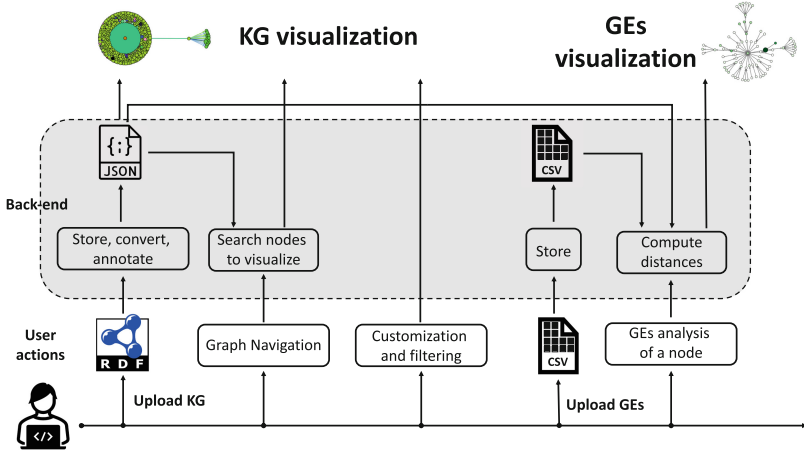 KG visualization
GEs
visualization
{;}
JSON
CSV
Back-end
Store, convert,
annotate
Search nodes
to visualize
Store
Compute
distances
User
actions
RDF
Graph Navigation
Customization
and filtering
CSV
GEs analysis
of a node
Upload KG
Upload GEs
</>